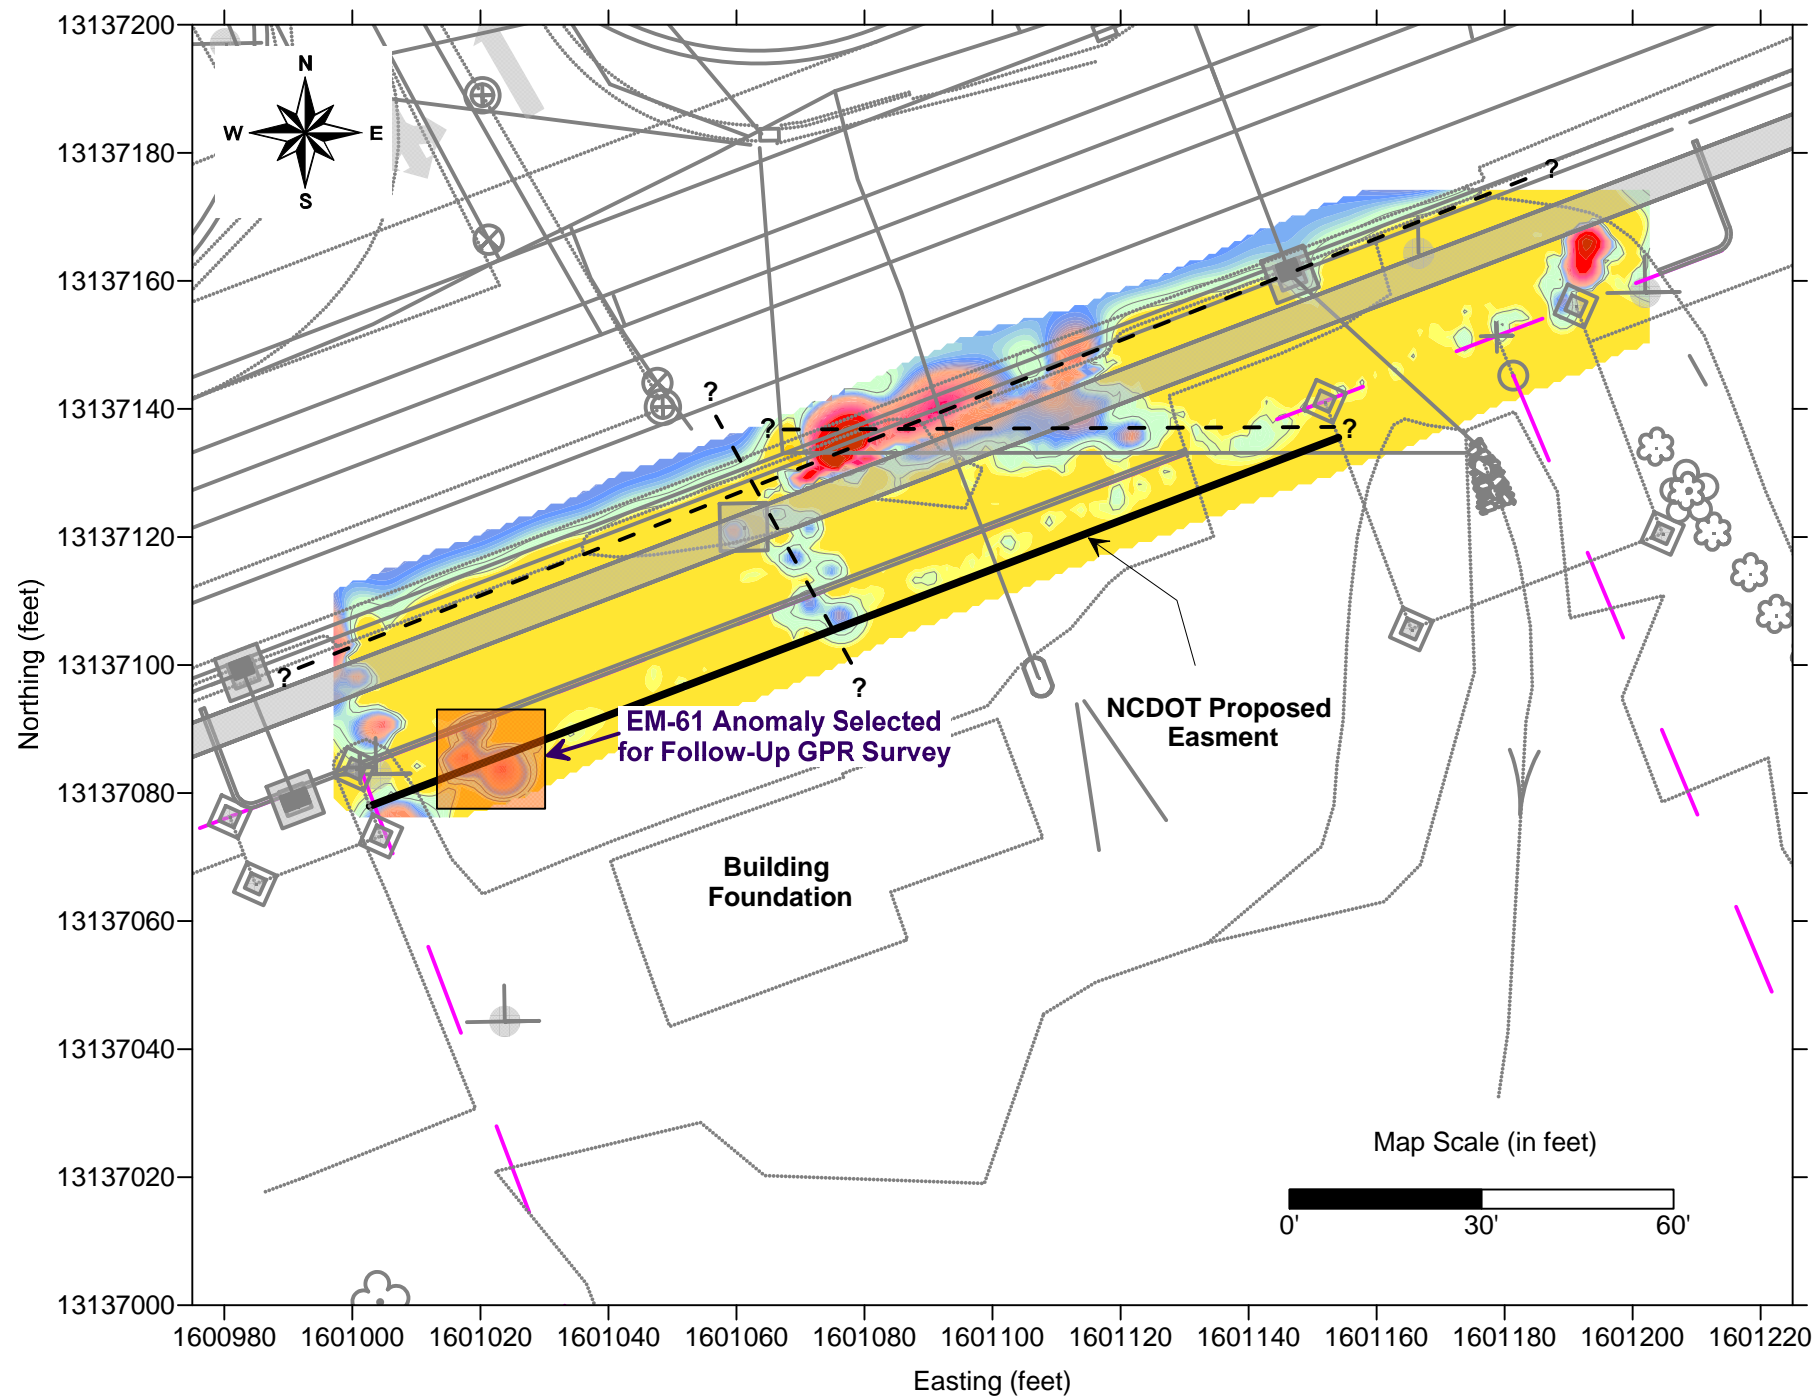 13137200
N
W
E
S
13137180
?
13137160
13137140
?
?
?
13137120
13137100
?
?
Northing (feet)
EM-61 Anomaly Selected
for Follow-Up GPR Survey
NCDOT Proposed
Easment
13137080
Building
Foundation
13137060
13137040
Map Scale (in feet)
13137020
0'
30'
60'
13137000
1600980
1601000
1601020
1601040
1601060
1601080
1601100
1601120
1601140
1601160
1601180
1601200
1601220
Easting (feet)